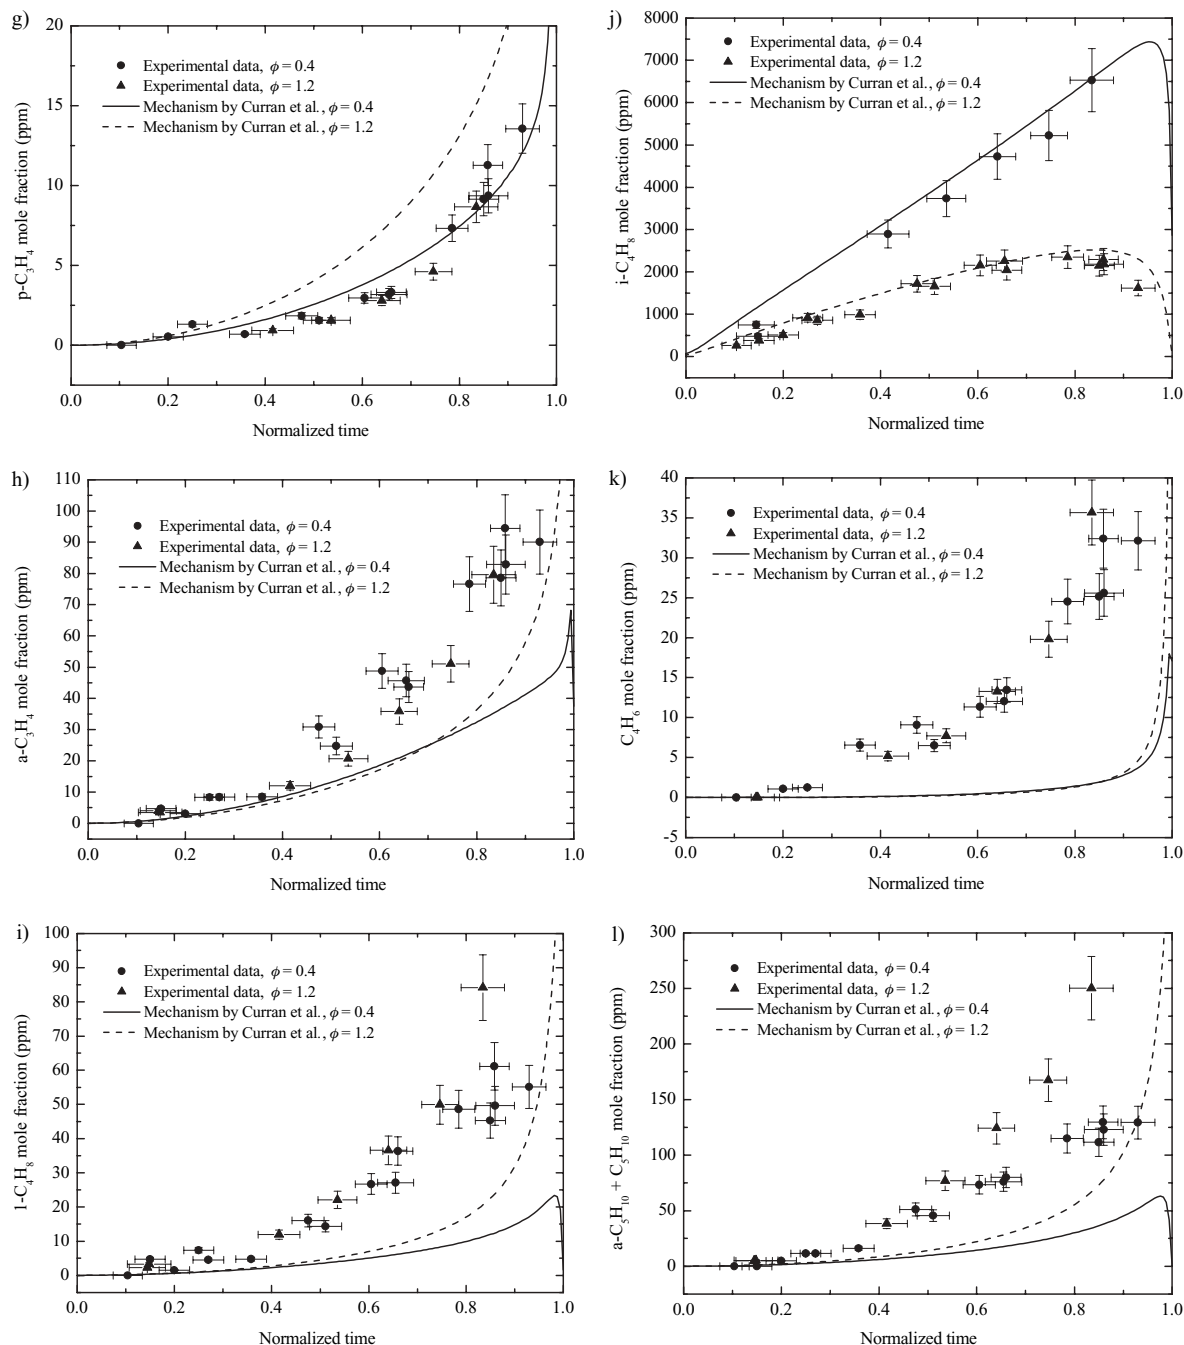 g)
20
15
10
5
0
p-C₃H₄ mole fraction (ppm)
Experimental data, ϕ = 0.4
Experimental data, ϕ = 1.2
Mechanism by Curran et al., ϕ = 0.4
Mechanism by Curran et al., ϕ = 1.2
0.0 0.2 0.4 0.6 0.8 1.0
Normalized time
j)
8000
7000
6000
5000
4000
3000
2000
1000
0
i-C₄H₈ mole fraction (ppm)
Experimental data, ϕ = 0.4
Experimental data, ϕ = 1.2
Mechanism by Curran et al., ϕ = 0.4
Mechanism by Curran et al., ϕ = 1.2
0.0 0.2 0.4 0.6 0.8 1.0
Normalized time
h)
110
100
90
80
70
60
50
40
30
20
10
0
a-C₃H₄ mole fraction (ppm)
Experimental data, ϕ = 0.4
Experimental data, ϕ = 1.2
Mechanism by Curran et al., ϕ = 0.4
Mechanism by Curran et al., ϕ = 1.2
0.0 0.2 0.4 0.6 0.8 1.0
Normalized time
k)
40
35
30
25
20
15
10
5
0
-5
C₄H₆ mole fraction (ppm)
Experimental data, ϕ = 0.4
Experimental data, ϕ = 1.2
Mechanism by Curran et al., ϕ = 0.4
Mechanism by Curran et al., ϕ = 1.2
0.0 0.2 0.4 0.6 0.8 1.0
Normalized time
i)
100
90
80
70
60
50
40
30
20
10
0
1-C₄H₈ mole fraction (ppm)
Experimental data, ϕ = 0.4
Experimental data, ϕ = 1.2
Mechanism by Curran et al., ϕ = 0.4
Mechanism by Curran et al., ϕ = 1.2
0.0 0.2 0.4 0.6 0.8 1.0
Normalized time
l)
300
250
200
150
100
50
0
a-C₅H₁₀ + C₅H₁₀ mole fraction (ppm)
Experimental data, ϕ = 0.4
Experimental data, ϕ = 1.2
Mechanism by Curran et al., ϕ = 0.4
Mechanism by Curran et al., ϕ = 1.2
0.0 0.2 0.4 0.6 0.8 1.0
Normalized time